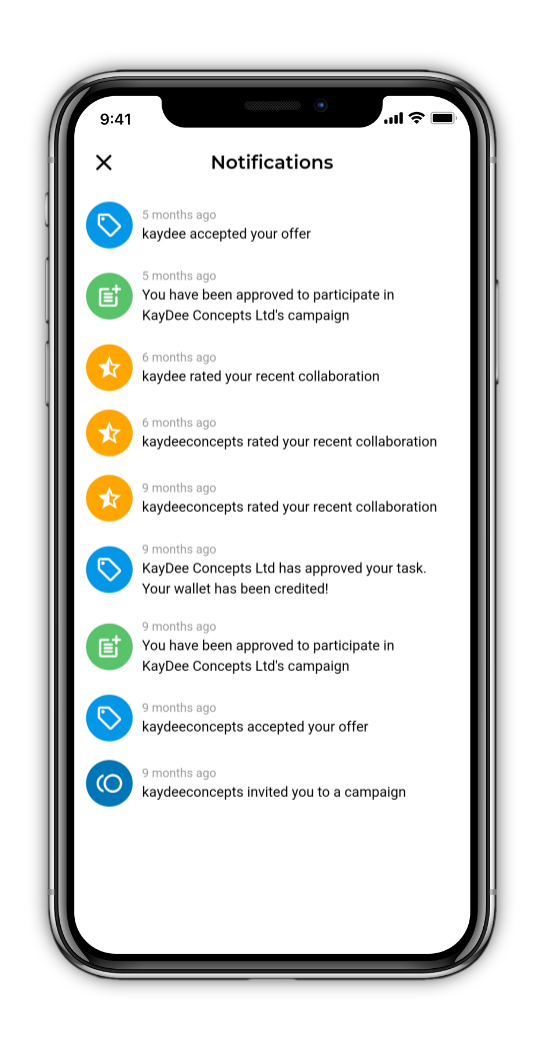 9:41
Notifications
5 months ago
kaydee accepted your offer
5 months ago
You have been approved to participate in
KayDee Concepts Ltd's campaign
6 months ago
kaydee rated your recent collaboration
6 months ago
kaydeeconcepts rated your recent collaboration
9 months ago
kaydeeconcepts rated your recent collaboration
9 months ago
KayDee Concepts Ltd has approved your task.
Your wallet has been credited!
9 months ago
You have been approved to participate in
KayDee Concepts Ltd's campaign
9 months ago
kaydeeconcepts accepted your offer
9 months ago
kaydeeconcepts invited you to a campaign